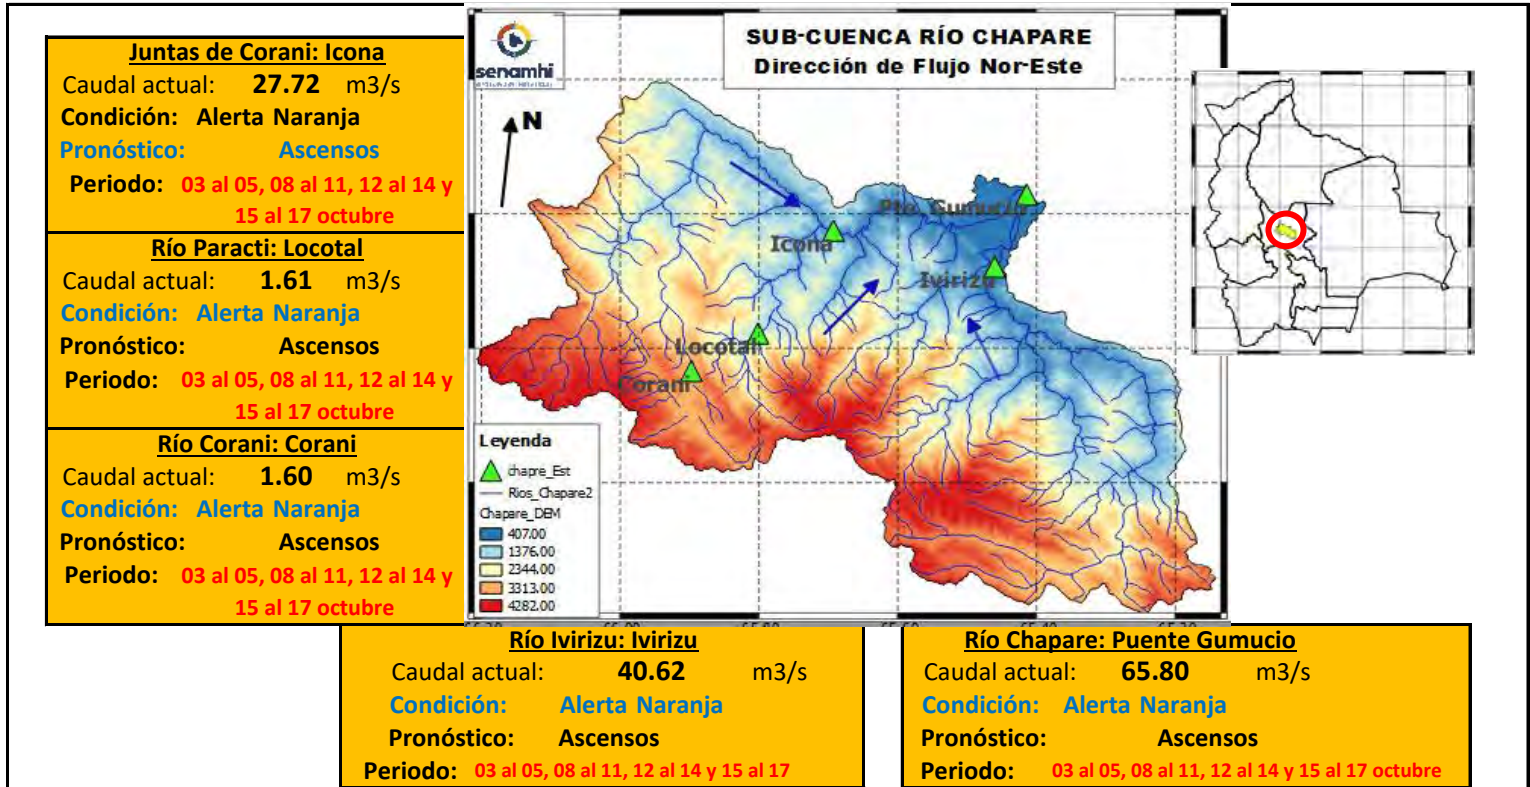 Juntas de Corani: Icona
Caudal actual: 27.72 m3/s
Condición: Alerta Naranja
Pronóstico: Ascensos
Periodo: 03 al 05, 08 al 11, 12 al 14 y
15 al 17 octubre
Río Paracti: Locotal
Caudal actual: 1.61 m3/s
Condición: Alerta Naranja
Pronóstico: Ascensos
Periodo: 03 al 05, 08 al 11, 12 al 14 y
15 al 17 octubre
Río Corani: Corani
Caudal actual: 1.60 m3/s
Condición: Alerta Naranja
Pronóstico: Ascensos
Periodo: 03 al 05, 08 al 11, 12 al 14 y
15 al 17 octubre
senamhi
SUB-CUENCA RÍO CHAPARE
Dirección de Flujo Nor-Este
N
Pto. Gumucio
Icona
Ivirizu
Locotal
Corani
Leyenda
chapre_Est
Rios_Chapare2
Chapare_DEM
407.00
1376.00
2344.00
3313.00
4282.00
Río Ivirizu: Ivirizu
Caudal actual: 40.62 m3/s
Condición: Alerta Naranja
Pronóstico: Ascensos
Periodo: 03 al 05, 08 al 11, 12 al 14 y 15 al 17
Río Chapare: Puente Gumucio
Caudal actual: 65.80 m3/s
Condición: Alerta Naranja
Pronóstico: Ascensos
Periodo: 03 al 05, 08 al 11, 12 al 14 y 15 al 17 octubre